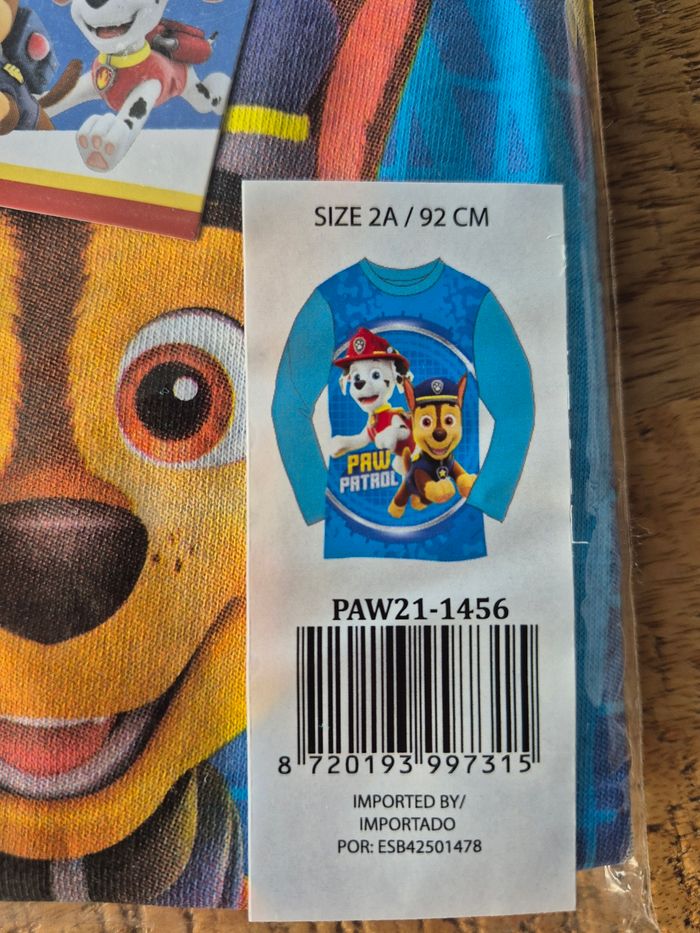 SIZE 2A / 92 CM
PAW
PATROL
PAW21-1456
8 720193 997315
IMPORTED BY/
IMPORTADO
POR: ESB42501478